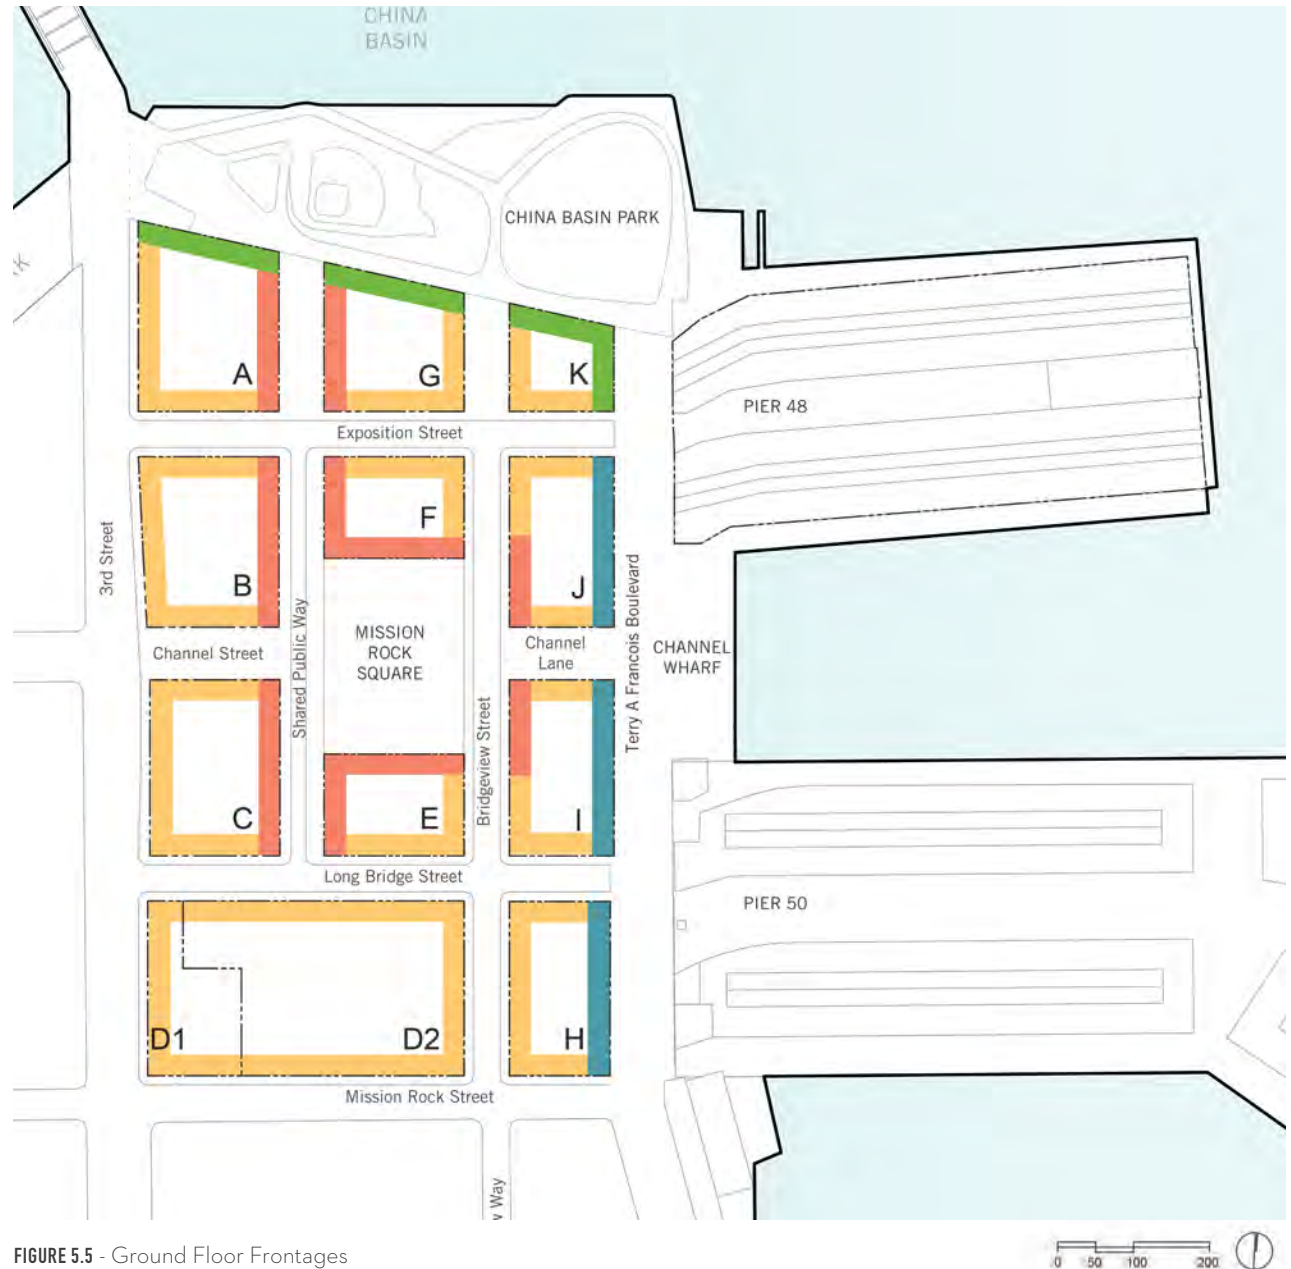 CHINA
BASIN
CHINA BASIN PARK
A
G
K
PIER 48
Exposition Street
F
3rd Street
B
J
Terry A Francois Boulevard
Shared Public Way
MISSION
ROCK
SQUARE
Channel Street
Channel
Lane
CHANNEL
WHARF
Bridgeview Street
C
E
I
Long Bridge Street
PIER 50
D1
D2
H
Mission Rock Street
Way
FIGURE 5.5 - Ground Floor Frontages
0 50 100 200